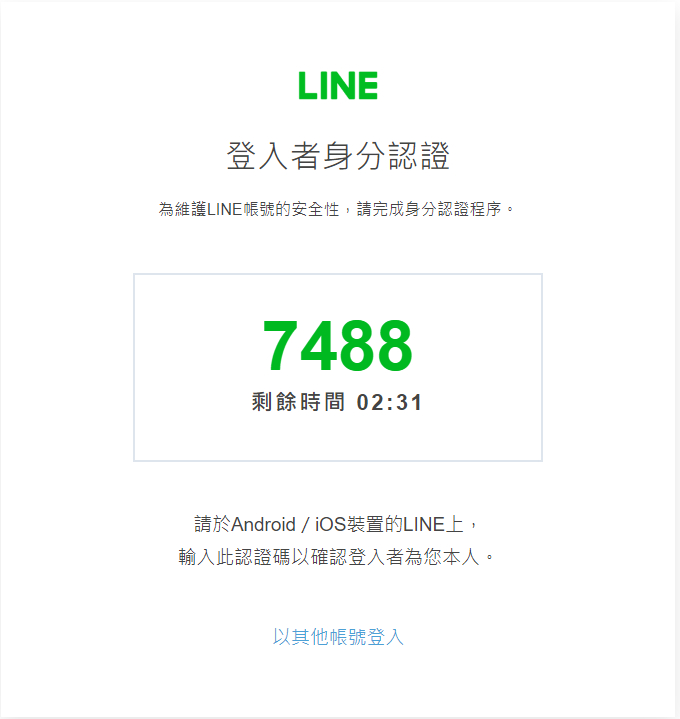 LINE
登入者身分認證
為維護LINE帳號的安全性，請完成身分認證程序。
7488
剩餘時間 02:31
請於Android / iOS裝置的LINE上，
輸入此認證碼以確認登入者為您本人。
以其他帳號登入